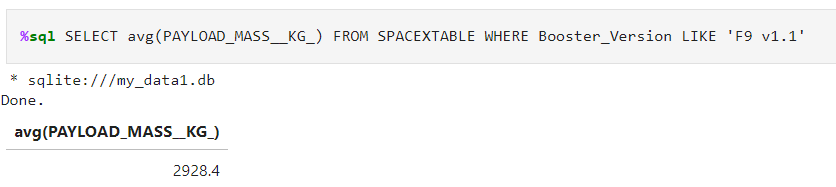 %sql SELECT avg(PAYLOAD_MASS__KG_) FROM SPACEXTABLE WHERE Booster_Version LIKE 'F9 v1.1'
* sqlite:///my_data1.db
Done.
avg(PAYLOAD_MASS__KG_)
2928.4